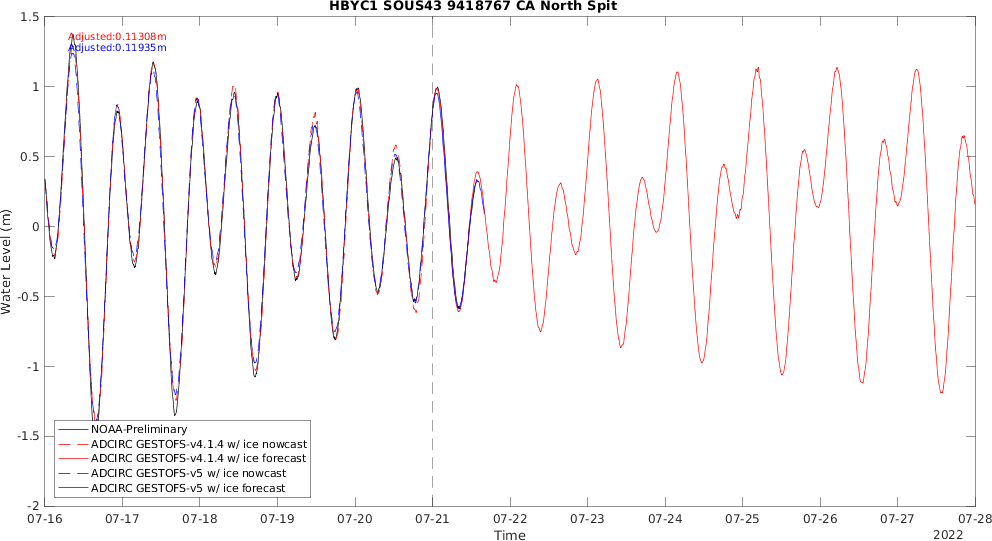 HBYC1 SOUS43 9418767 CA North Spit
Adjusted:0.11308m
Adjusted:0.11935m
1.5
1
0.5
0
-0.5
-1
-1.5
-2
Water Level (m)
NOAA-Preliminary
ADCIRC GESTOFS-v4.1.4 w/ ice nowcast
ADCIRC GESTOFS-v4.1.4 w/ ice forecast
ADCIRC GESTOFS-v5 w/ ice nowcast
ADCIRC GESTOFS-v5 w/ ice forecast
07-16 07-17 07-18 07-19 07-20 07-21 07-22 07-23 07-24 07-25 07-26 07-27 07-28
Time
2022